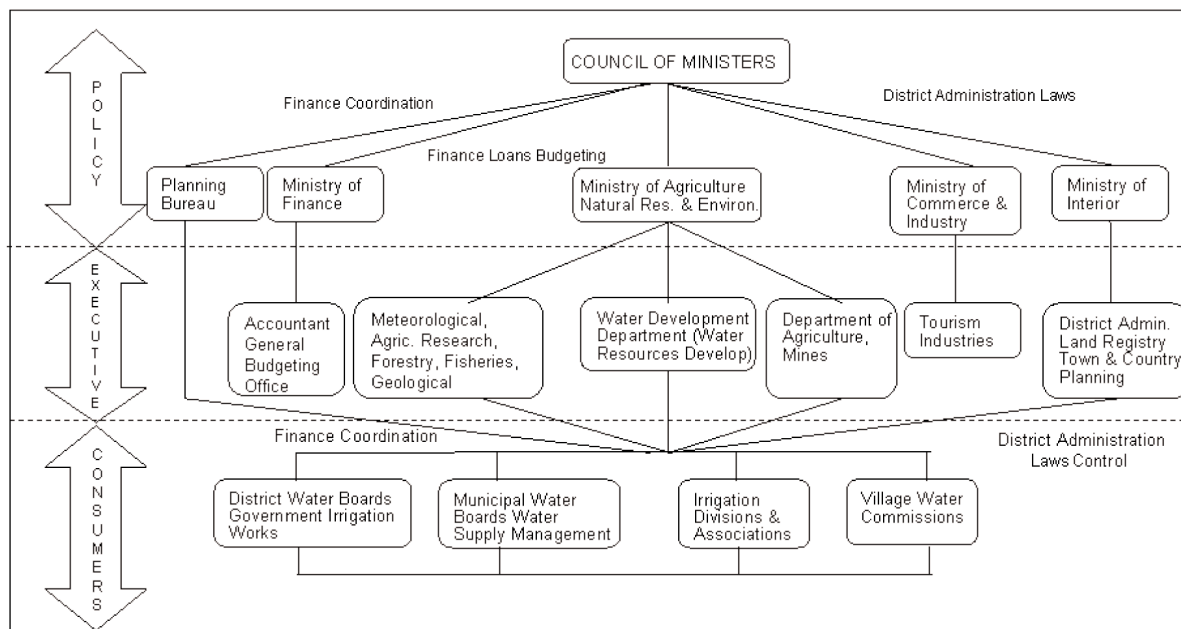 COUNCIL OF MINISTERS
Finance Coordination
District Administration Laws
POLICY
Finance Loans Budgeting
Planning
Bureau
Ministry of
Finance
Ministry of Agriculture
Natural Res. & Environ.
Ministry of
Commerce &
Industry
Ministry of
Interior
EXECUTIVE
Accountant
General
Budgeting
Office
Meteorological,
Agric. Research,
Forestry, Fisheries,
Geological
Water Development
Department (Water
Resources Develop)
Department of
Agriculture,
Mines
Tourism
Industries
District Admin.
Land Registry
Town & Country
Planning
Finance Coordination
District Administration
Laws Control
CONSUMERS
District Water Boards
Government Irrigation
Works
Municipal Water
Boards Water
Supply Management
Irrigation
Divisions &
Associations
Village Water
Commissions